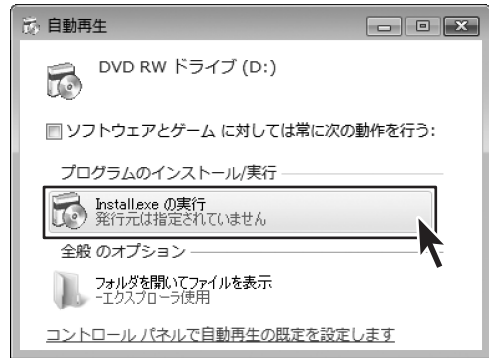 自動再生
DVD RW ドライブ (D:)
ソフトウェアとゲーム に対しては常に次の動作を行う:
プログラムのインストール/実行
Install.exe の実行
発行元は指定されていません
全般 のオプション
フォルダを開いてファイルを表示
-エクスプローラ使用
コントロール パネルで自動再生の既定を設定します